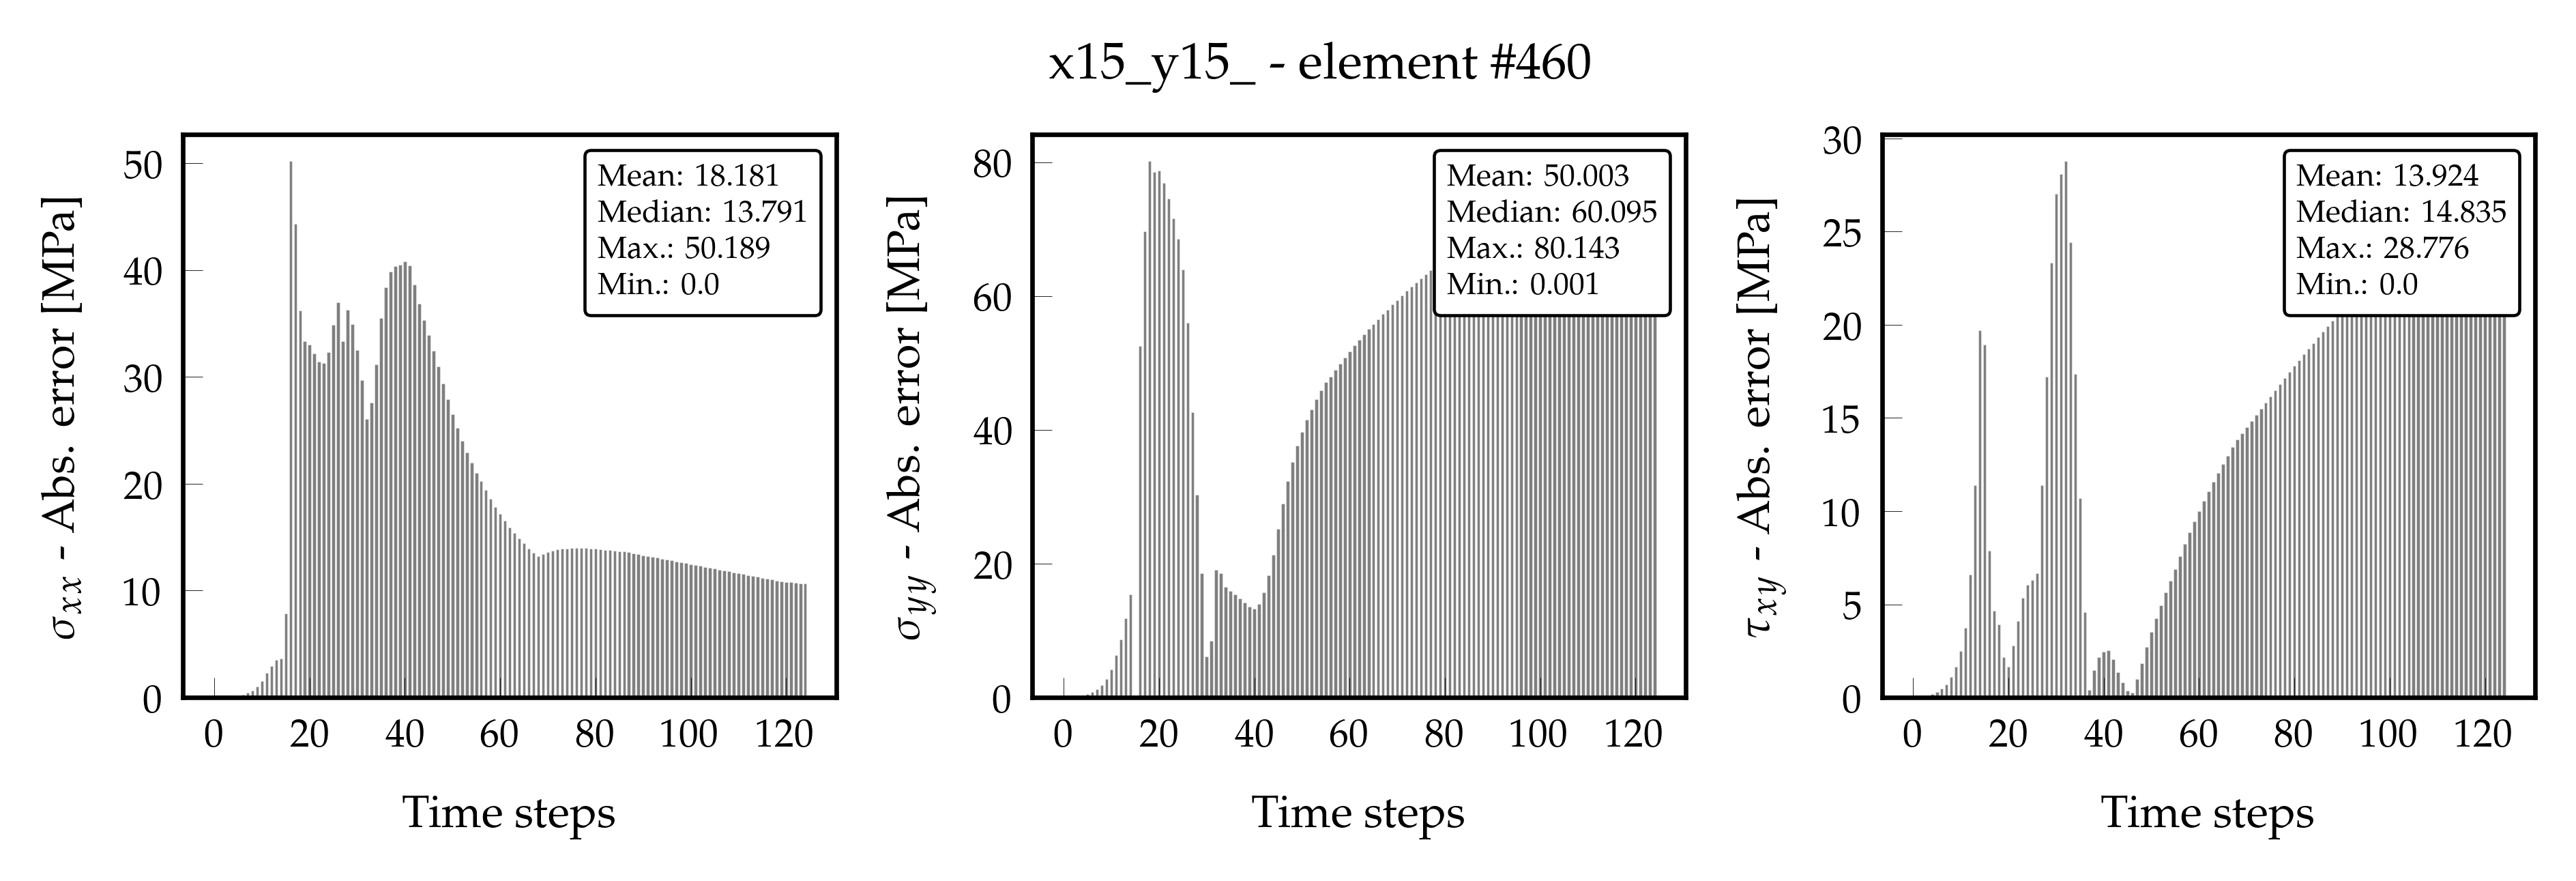 x15_y15_ - element #460
σxx - Abs. error [MPa]
50
40
30
20
10
0
Mean: 18.181
Median: 13.791
Max.: 50.189
Min.: 0.0
0 20 40 60 80 100 120
Time steps
σyy - Abs. error [MPa]
80
60
40
20
0
Mean: 50.003
Median: 60.095
Max.: 80.143
Min.: 0.001
0 20 40 60 80 100 120
Time steps
τxy - Abs. error [MPa]
30
25
20
15
10
5
0
Mean: 13.924
Median: 14.835
Max.: 28.776
Min.: 0.0
0 20 40 60 80 100 120
Time steps